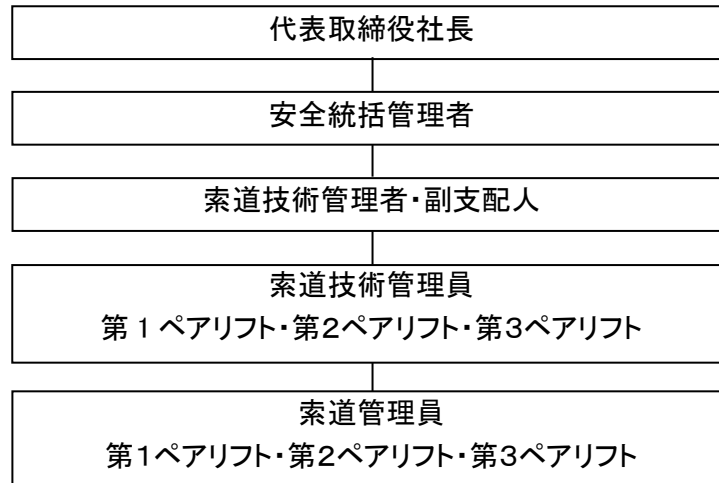 代表取締役社長
安全統括管理者
索道技術管理者・副支配人
索道技術管理員
第１ペアリフト・第２ペアリフト・第３ペアリフト
索道管理員
第１ペアリフト・第２ペアリフト・第３ペアリフト